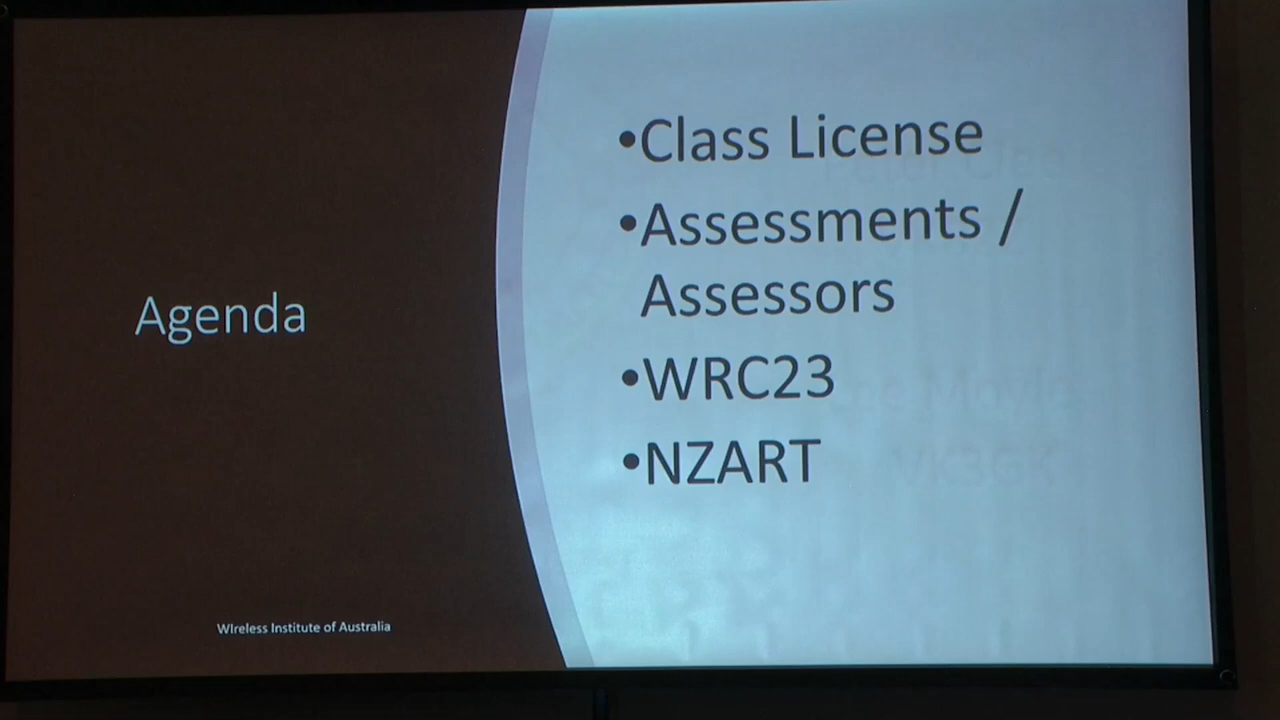 Agenda
•Class License
•Assessments /
Assessors
•WRC23
•NZART
WIreless Institute of Australia